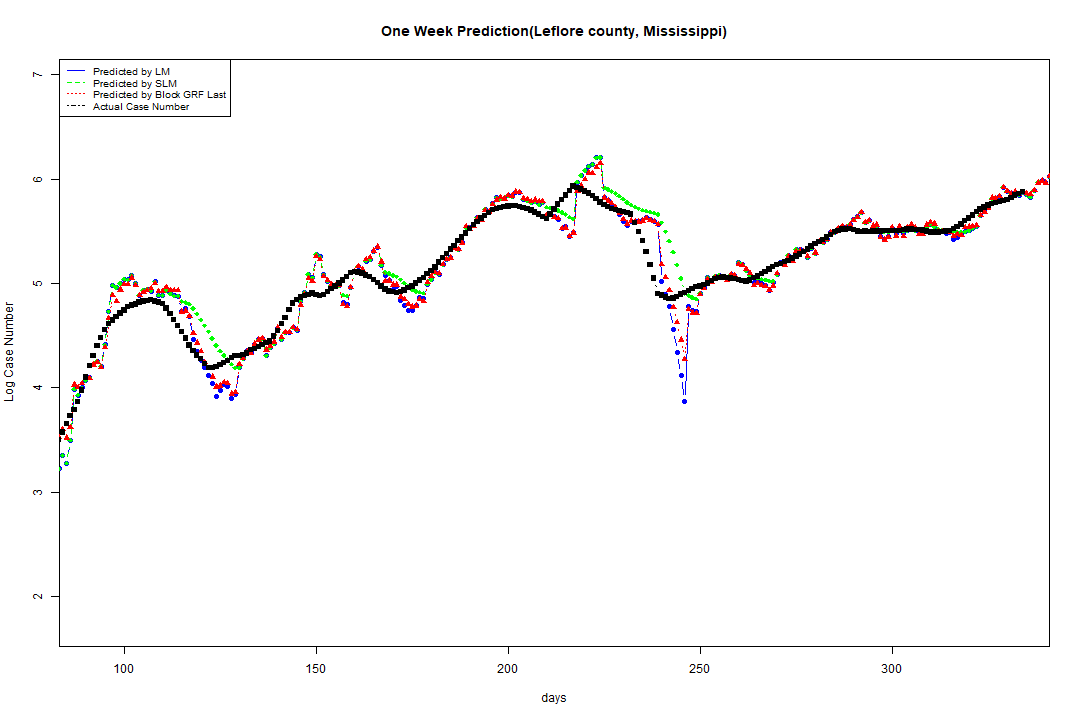 One Week Prediction(Leflore county, Mississippi)
Predicted by LM
Predicted by SLM
Predicted by Block GRF Last
Actual Case Number
7
6
5
4
3
2
Log Case Number
100 150 200 250 300
days